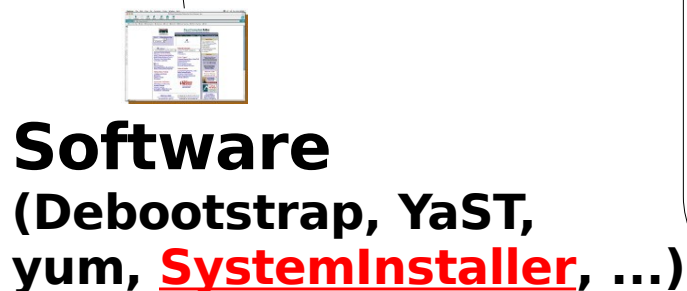 Software
(Debootstrap, YaST,
yum, SystemInstaller, ...)